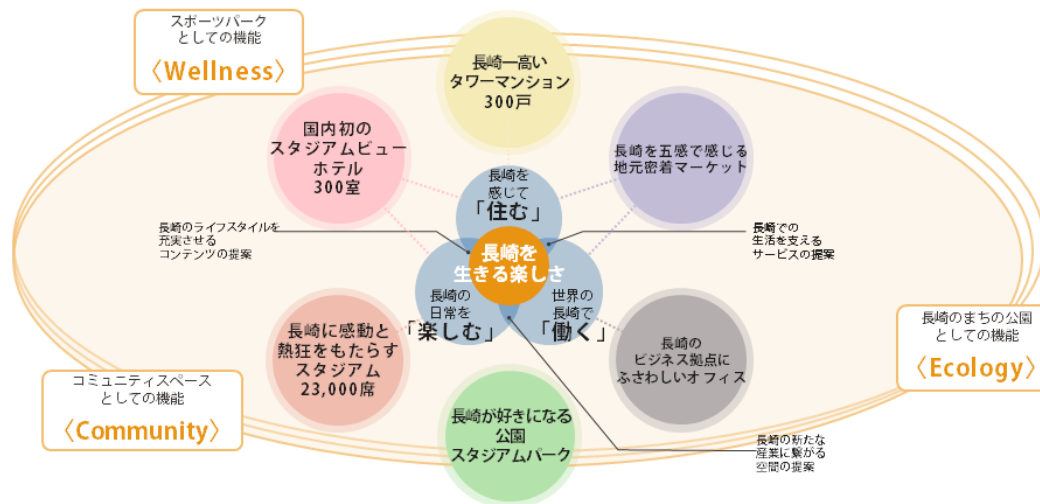 スポーツパーク
としての機能
〈Wellness〉
長崎一高い
タワーマンション
300戸
国内初の
スタジアムビュー
ホテル
300室
長崎を五感で感じる
地元密着マーケット
長崎を
感じて
「住む」
長崎のライフスタイルを
充実させる
コンテンツの提案
長崎での
生活を支える
サービスの提案
長崎を
生きる楽しさ
長崎の
日常を
「楽しむ」
世界の
長崎で
「働く」
長崎に感動と
熱狂をもたらす
スタジアム
23,000席
長崎の
ビジネス拠点に
ふさわしいオフィス
長崎のまちの公園
としての機能
〈Ecology〉
コミュニティスペース
としての機能
〈Community〉
長崎が好きになる
公園
スタジアムパーク
長崎の新たな
産業に繋がる
空間の提案